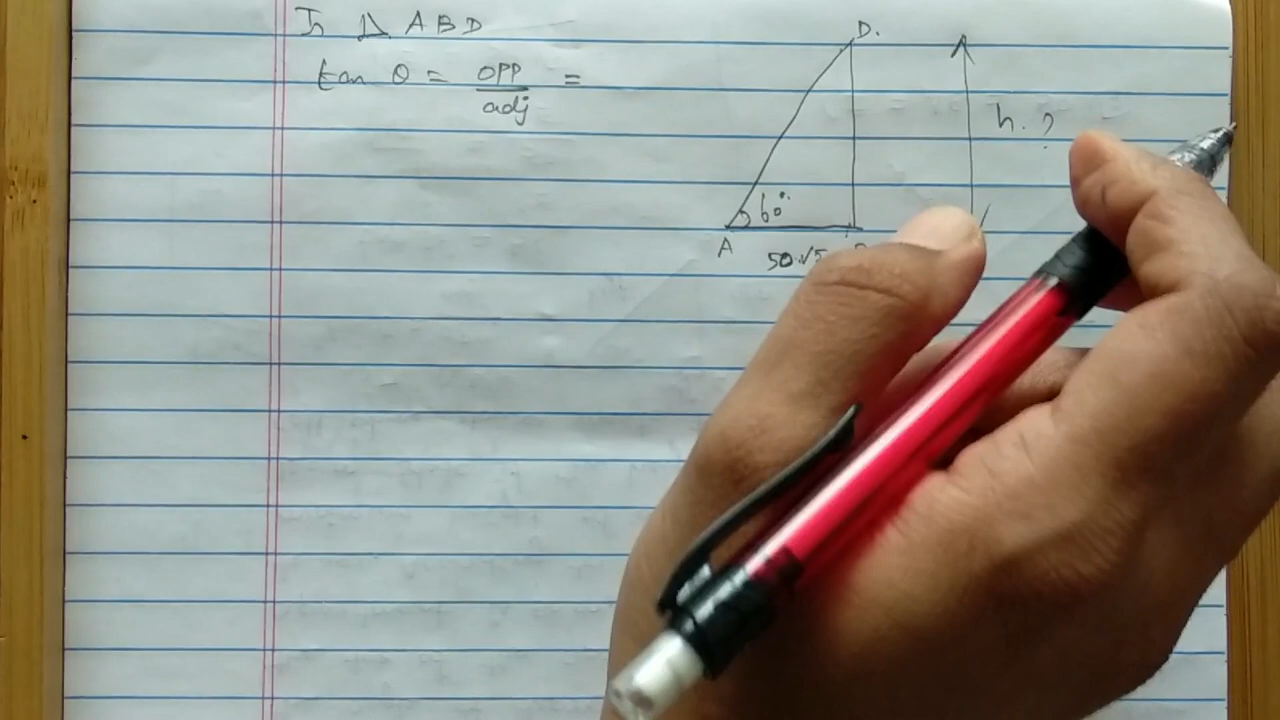 In △ ABD
tan θ = opp/adj =
D.
h. ?
60°
A